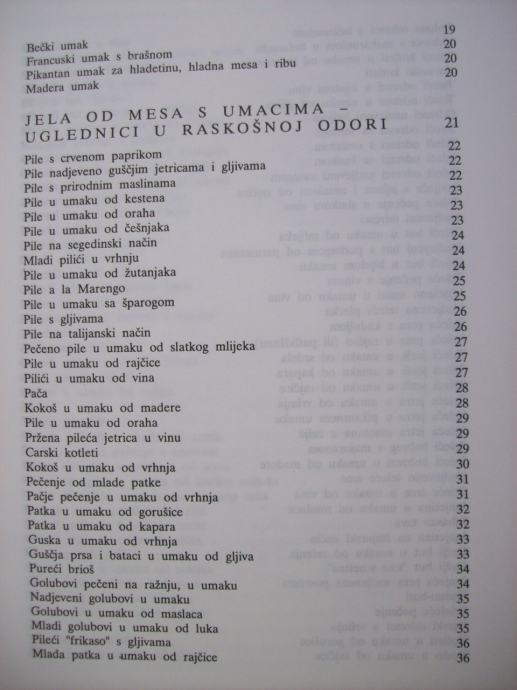 Bečki umak 19
Francuski umak s brašnom 20
Pikantan umak za hladetinu, hladna mesa i ribu 20
Madera umak 20
JELA OD MESA S UMACIMA –
UGLEDNICI U RASKOŠNOJ ODORI 21
Pile s crvenom paprikom 22
Pile nadjeveno guščjim jetricama i gljivama 22
Pile s prirodnim maslinama 22
Pile u umaku od kestena 23
Pile u umaku od oraha 23
Pile u umaku od češnjaka 23
Pile na segedinski način 24
Mladi pilići u vrhnju 24
Pile u umaku od žutanjaka 24
Pile a la Marengo 25
Pile u umaku sa šparogom 25
Pile s gljivama 26
Pile na talijanski način 26
Pečeno pile u umaku od slatkog mlijeka 27
Pile u umaku od rajčice 27
Pilići u umaku od vina 27
Pača 28
Kokoš u umaku od madere 28
Pile u umaku od oraha 29
Pržena pileća jetrica u vinu 29
Carski kotleti 29
Kokoš u umaku od vrhnja 30
Pečenje od mlade patke 31
Pačje pečenje u umaku od vrhnja 31
Patka u umaku od gorušice 32
Patka u umaku od kapara 32
Guska u umaku od vrhnja 33
Guščja prsa i bataci u umaku od gljiva 33
Pureći brioš 34
Golubovi pečeni na ražnju, u umaku 34
Nadjeveni golubovi u umaku 35
Golubovi u umaku od maslaca 35
Mladi golubovi u umaku od luka 35
Pileći "frikaso" s gljivama 36
Mlada patka u umaku od rajčice 36